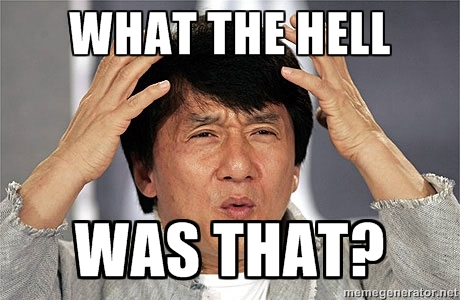 WHAT THE HELL
WAS THAT?
memegenerator.net